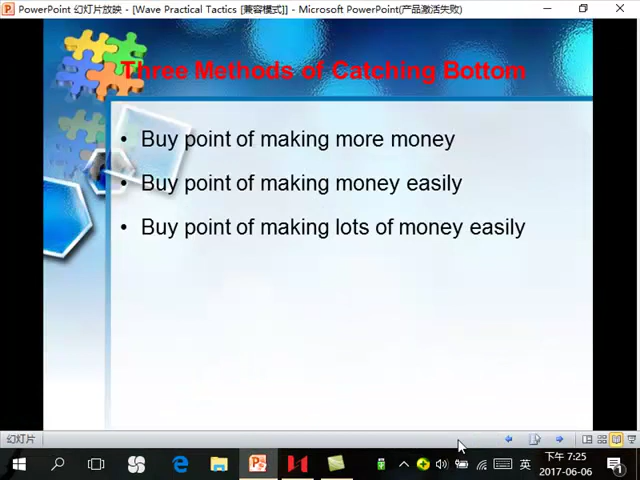 PowerPoint 幻灯片放映 - [Wave Practical Tactics [兼容模式]] - Microsoft PowerPoint(产品激活失败)
Three Methods of Catching Bottom
• Buy point of making more money
• Buy point of making money easily
• Buy point of making lots of money easily
幻灯片
英
下午 7:25
2017-06-06
1